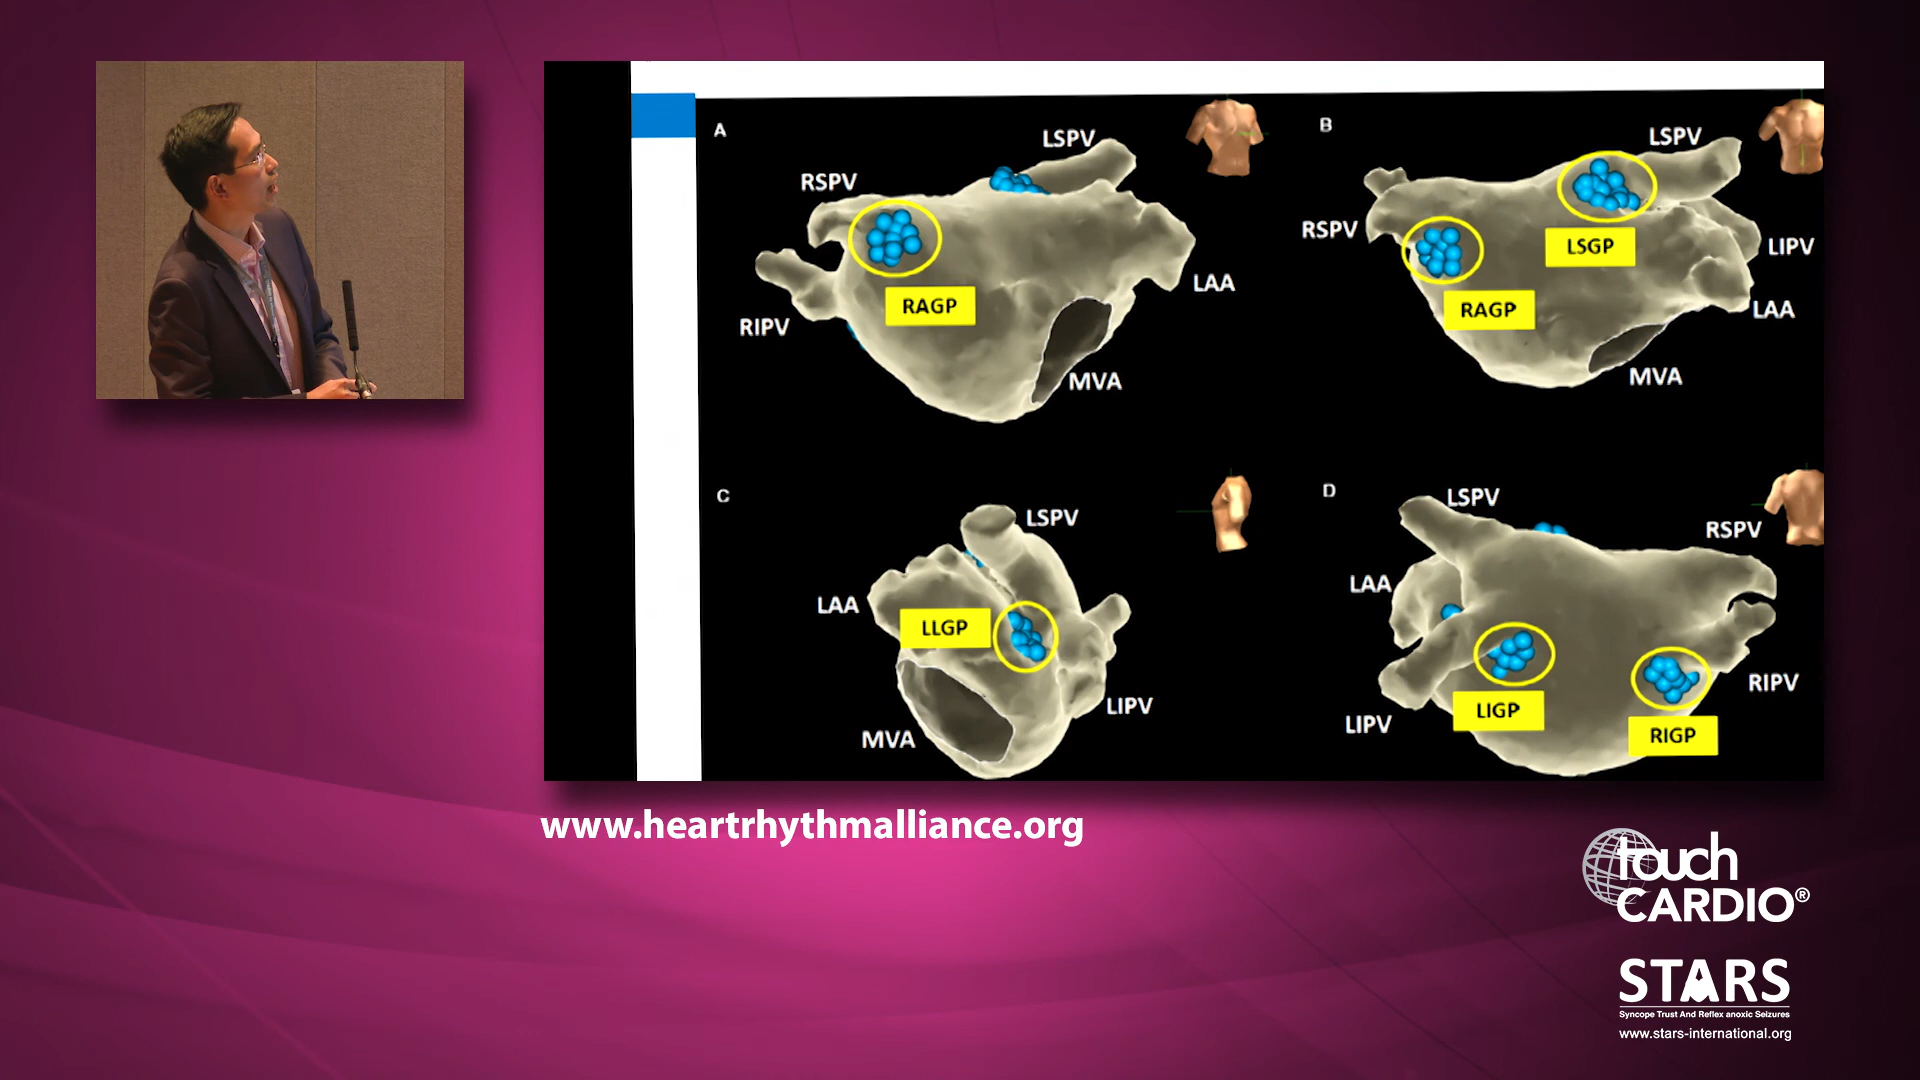 A
LSPV
RSPV
RAGP
RIPV
LAA
MVA
B
LSPV
RSPV
LSGP
LIPV
RAGP
LAA
MVA
C
LSPV
LAA
LLGP
LIPV
MVA
D
LSPV
RSPV
LAA
LIPV
LIGP
RIPV
RIGP
www.heartrhythmalliance.org
touch
CARDIO®
STARS
Syncope Trust And Reflex anoxic Seizures
www.stars-international.org